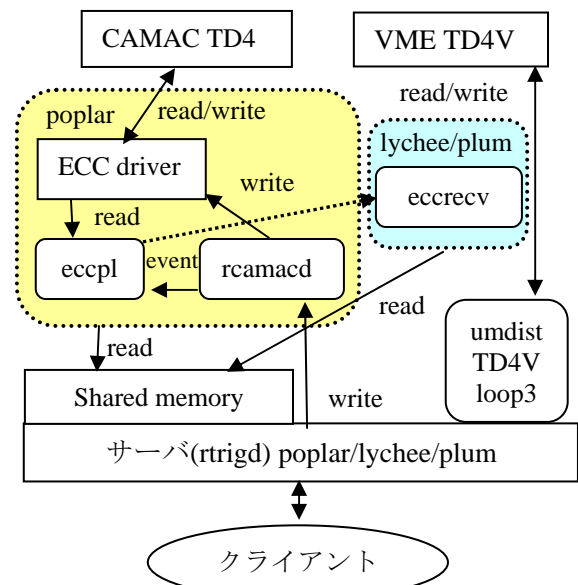 CAMAC TD4
VME TD4V
poplar
read/write
read/write
lychee/plum
ECC driver
write
eccrecv
read
eccpl
event
rcamacd
read
read
umdist
TD4V
loop3
Shared memory
write
サーバ(rtrigd) poplar/lychee/plum
クライアント